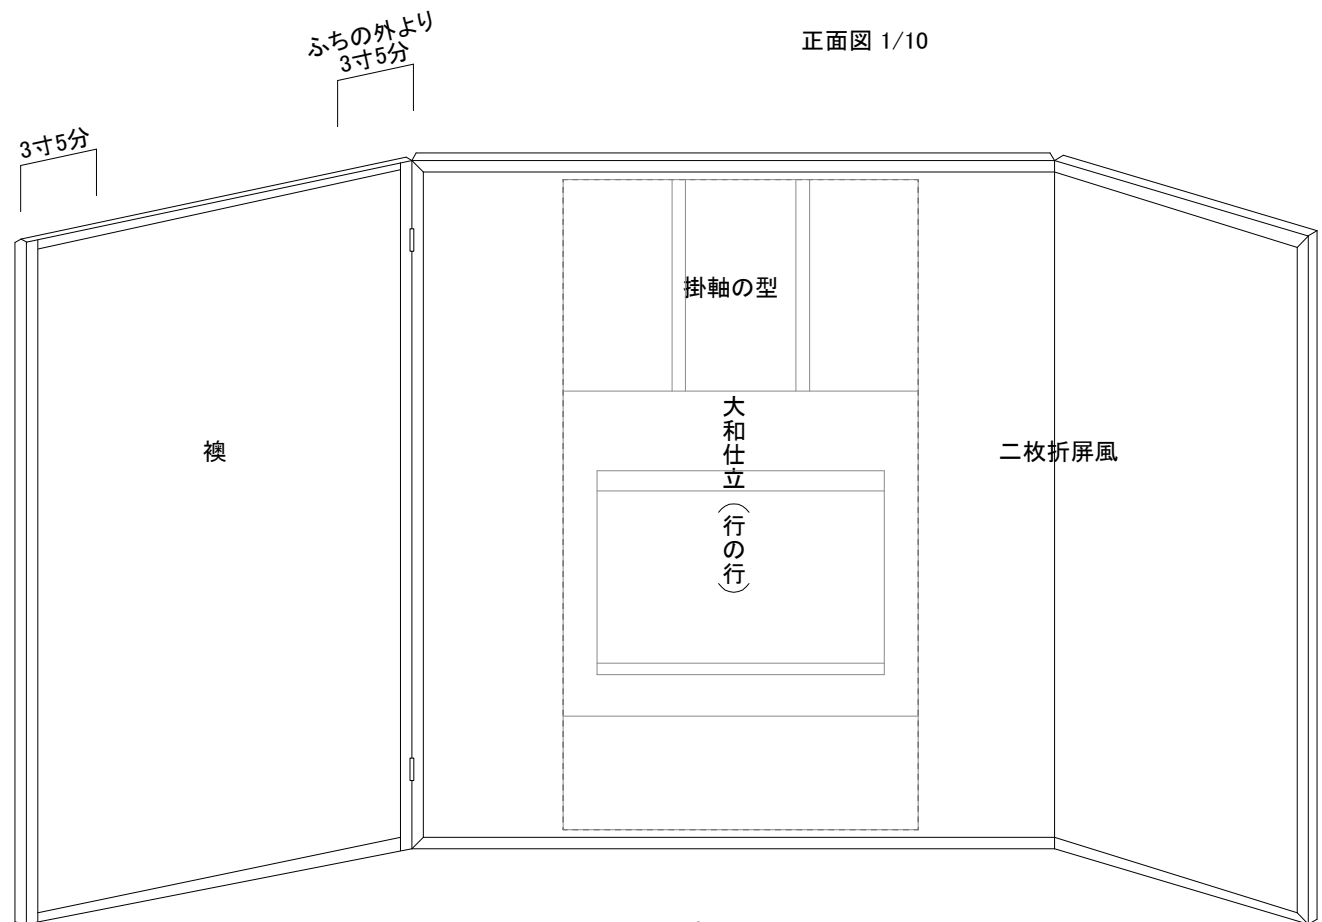 正面図 1/10
ふちの外より
3寸5分
3寸5分
掛軸の型
大和仕立(行の行)
襖
二枚折屏風